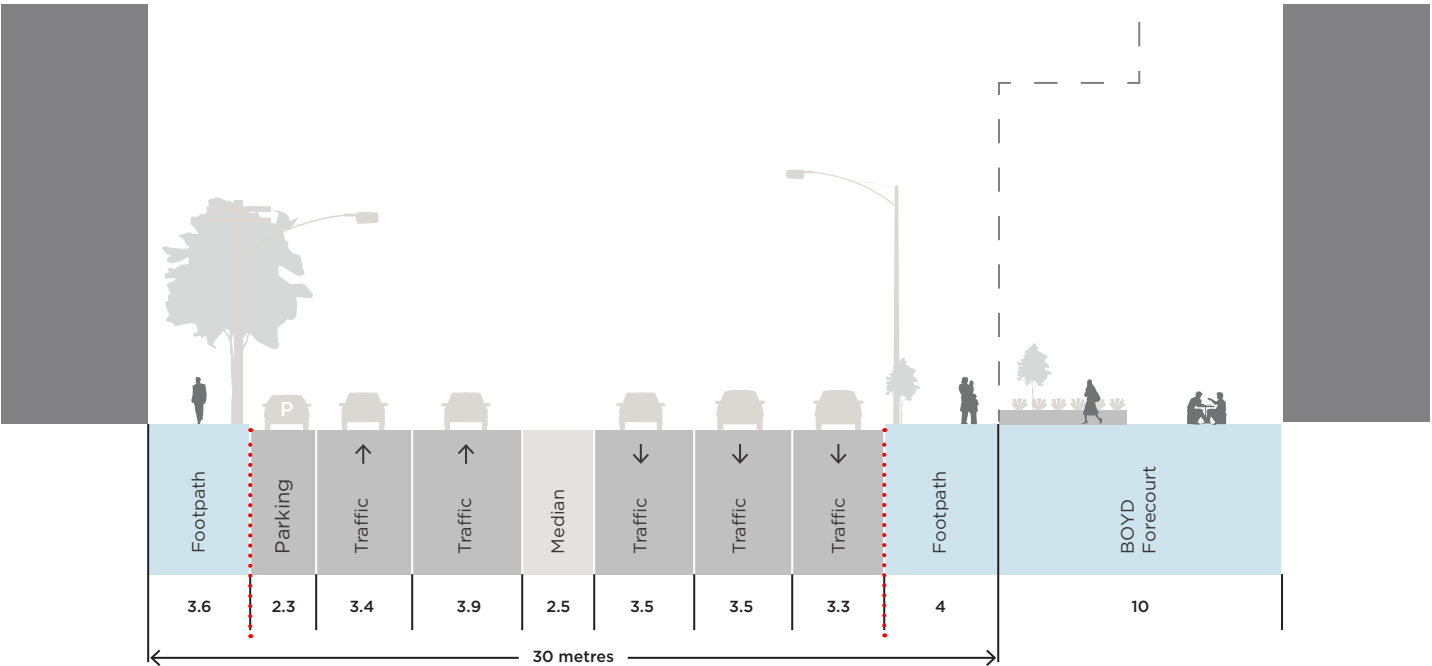 P
Footpath
Parking
Traffic
Traffic
Median
Traffic
Traffic
Traffic
Footpath
BOYD
Forecourt
3.6
2.3
3.4
3.9
2.5
3.5
3.5
3.3
4
10
30 metres